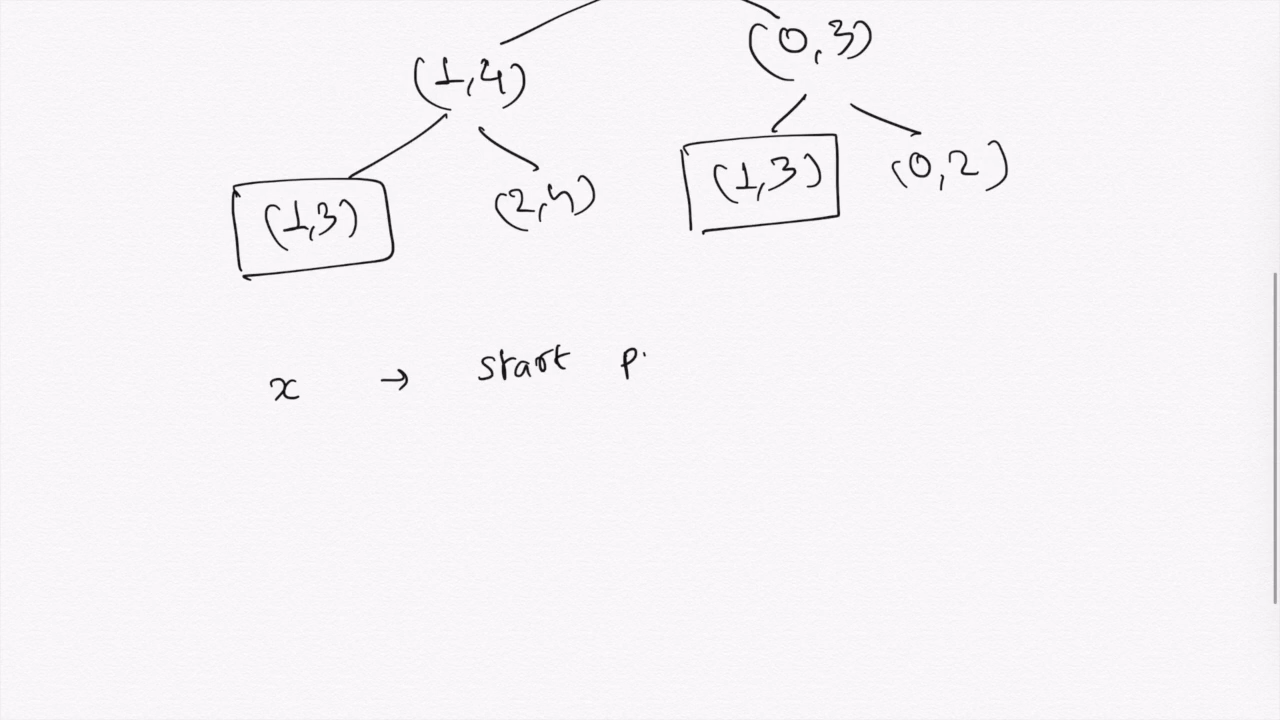 (0,3)
(1,4)
(1,3) (2,4) (1,3) (0,2)
x → start p.